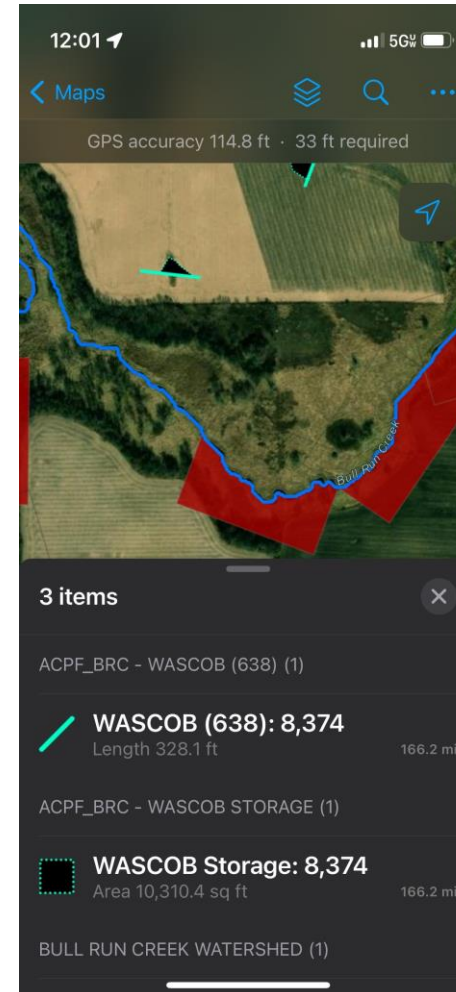 12:01
5GW
Maps
GPS accuracy 114.8 ft · 33 ft required
Bull Run Creek
3 items
ACPF_BRC - WASCOB (638) (1)
WASCOB (638): 8,374
Length 328.1 ft
166.2 mi
ACPF_BRC - WASCOB STORAGE (1)
WASCOB Storage: 8,374
Area 10,310.4 sq ft
166.2 mi
BULL RUN CREEK WATERSHED (1)